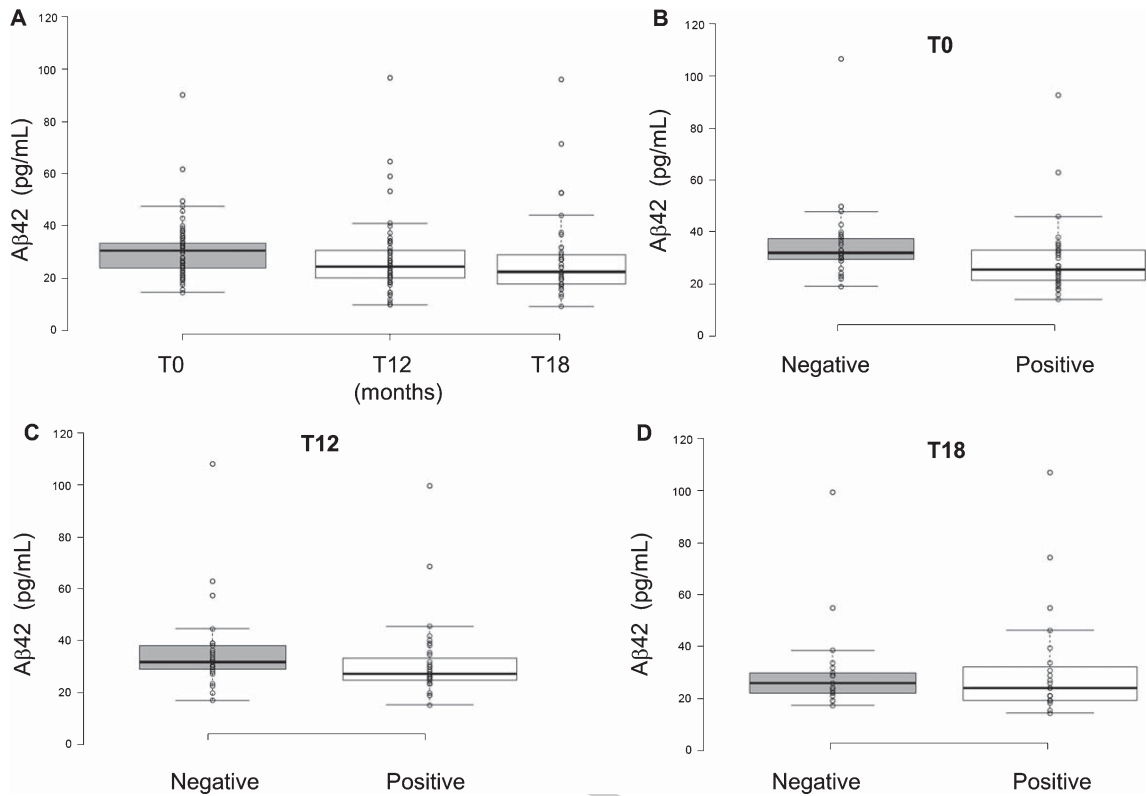 A
Aβ42 (pg/mL)
120
100
80
60
40
20
0
T0
T12
T18
(months)
B
T0
Aβ42 (pg/mL)
120
100
80
60
40
20
0
Negative
Positive
C
T12
Aβ42 (pg/mL)
120
100
80
60
40
20
0
Negative
Positive
D
T18
Aβ42 (pg/mL)
120
100
80
60
40
20
0
Negative
Positive